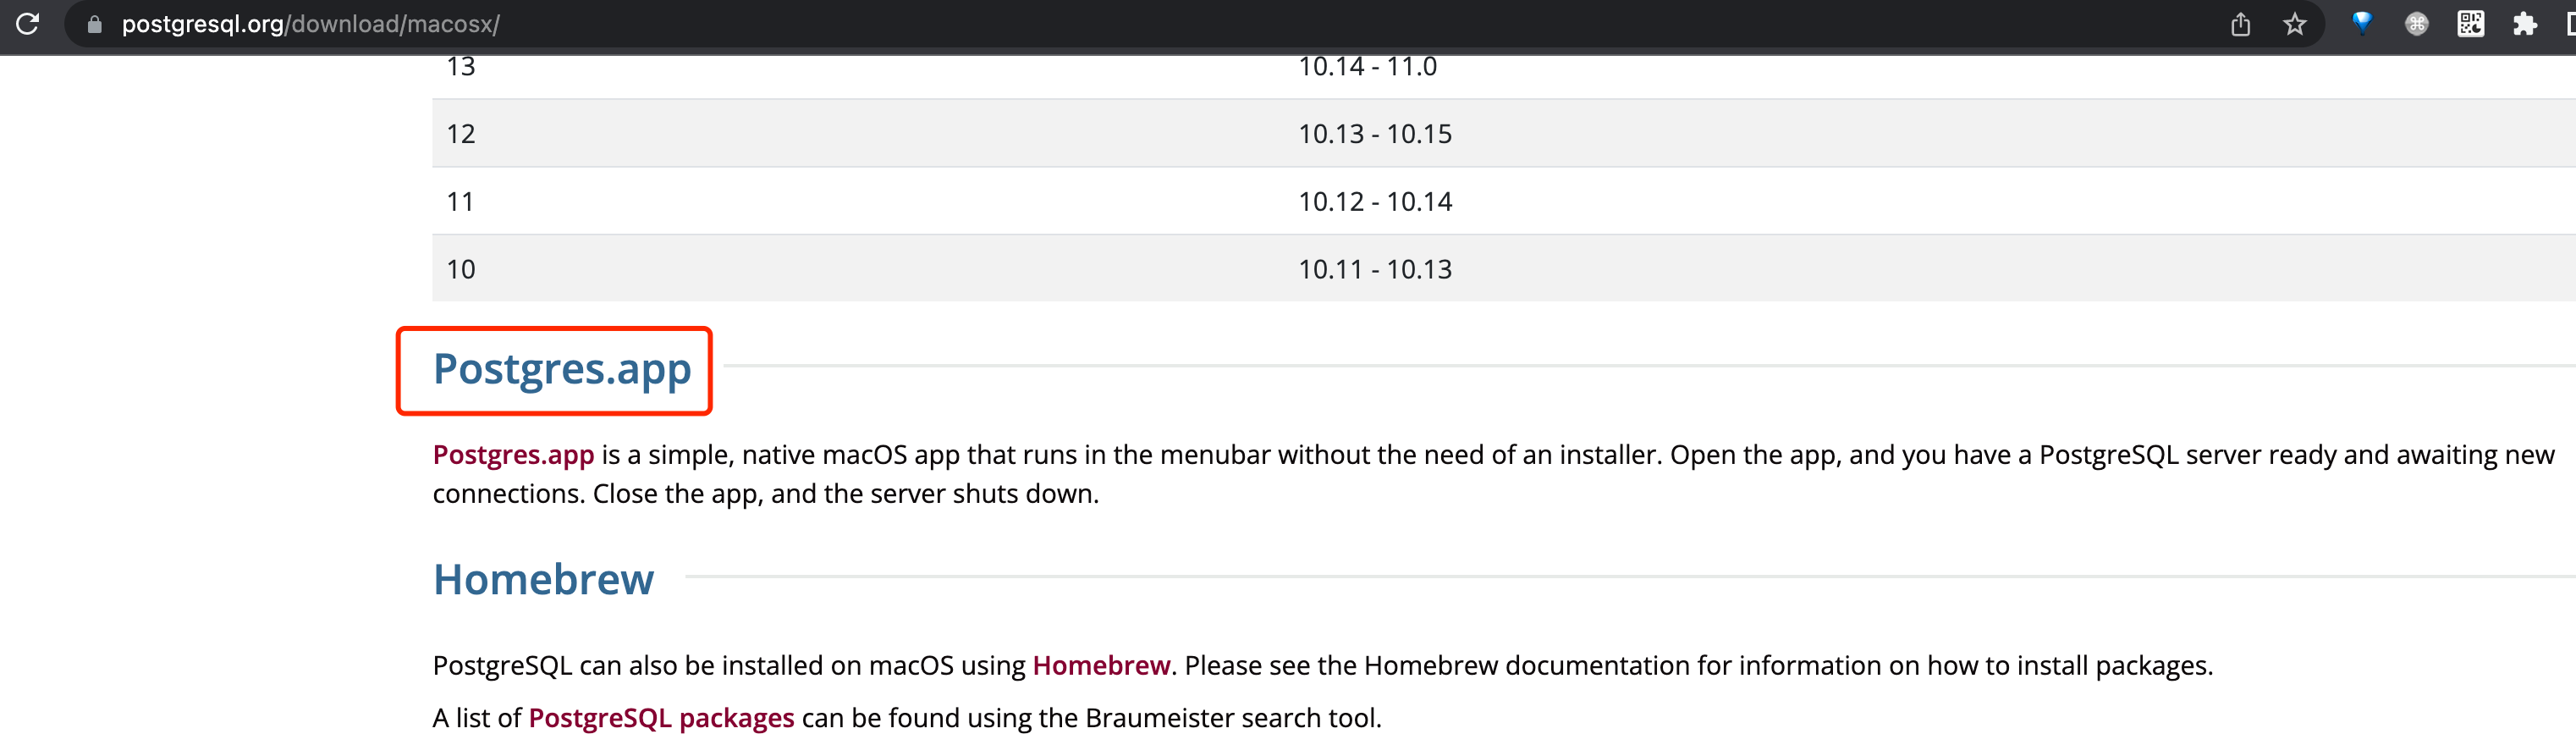 postgresql.org/download/macosx/
13 10.14 - 11.0
12 10.13 - 10.15
11 10.12 - 10.14
10 10.11 - 10.13
Postgres.app
Postgres.app is a simple, native macOS app that runs in the menubar without the need of an installer. Open the app, and you have a PostgreSQL server ready and awaiting new
connections. Close the app, and the server shuts down.
Homebrew
PostgreSQL can also be installed on macOS using Homebrew. Please see the Homebrew documentation for information on how to install packages.
A list of PostgreSQL packages can be found using the Braumeister search tool.